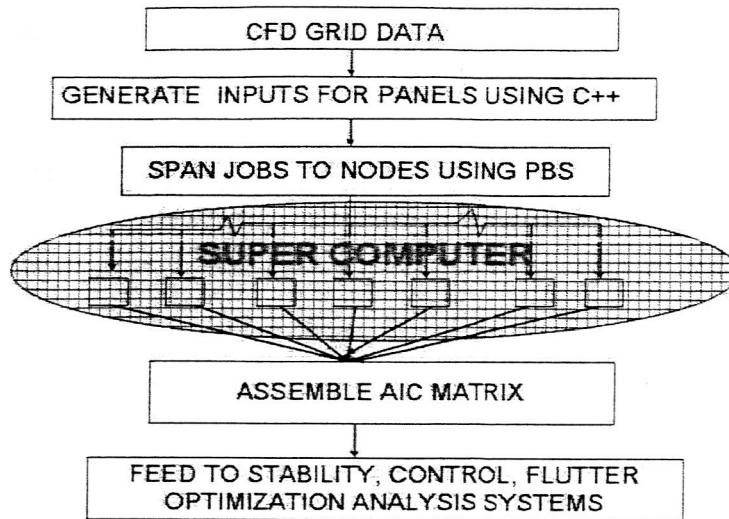 CFD GRID DATA
GENERATE INPUTS FOR PANELS USING C++
SPAN JOBS TO NODES USING PBS
SUPER COMPUTER
ASSEMBLE AIC MATRIX
FEED TO STABILITY, CONTROL, FLUTTER
OPTIMIZATION ANALYSIS SYSTEMS